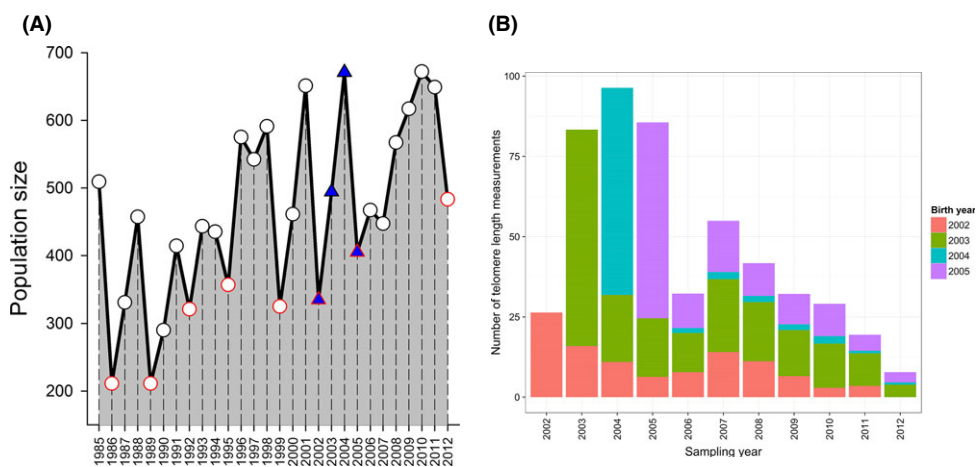 (A)
700
600
500
400
300
200
Population size
1985 1986 1987 1988 1989 1990 1991 1992 1993 1994 1995 1996 1997 1998 1999 2000 2001 2002 2003 2004 2005 2006 2007 2008 2009 2010 2011 2012
(B)
100
75
50
25
0
Number of telomere length measurements
2002 2003 2004 2005 2006 2007 2008 2009 2010 2011 2012
Sampling year
Birth year
2002
2003
2004
2005